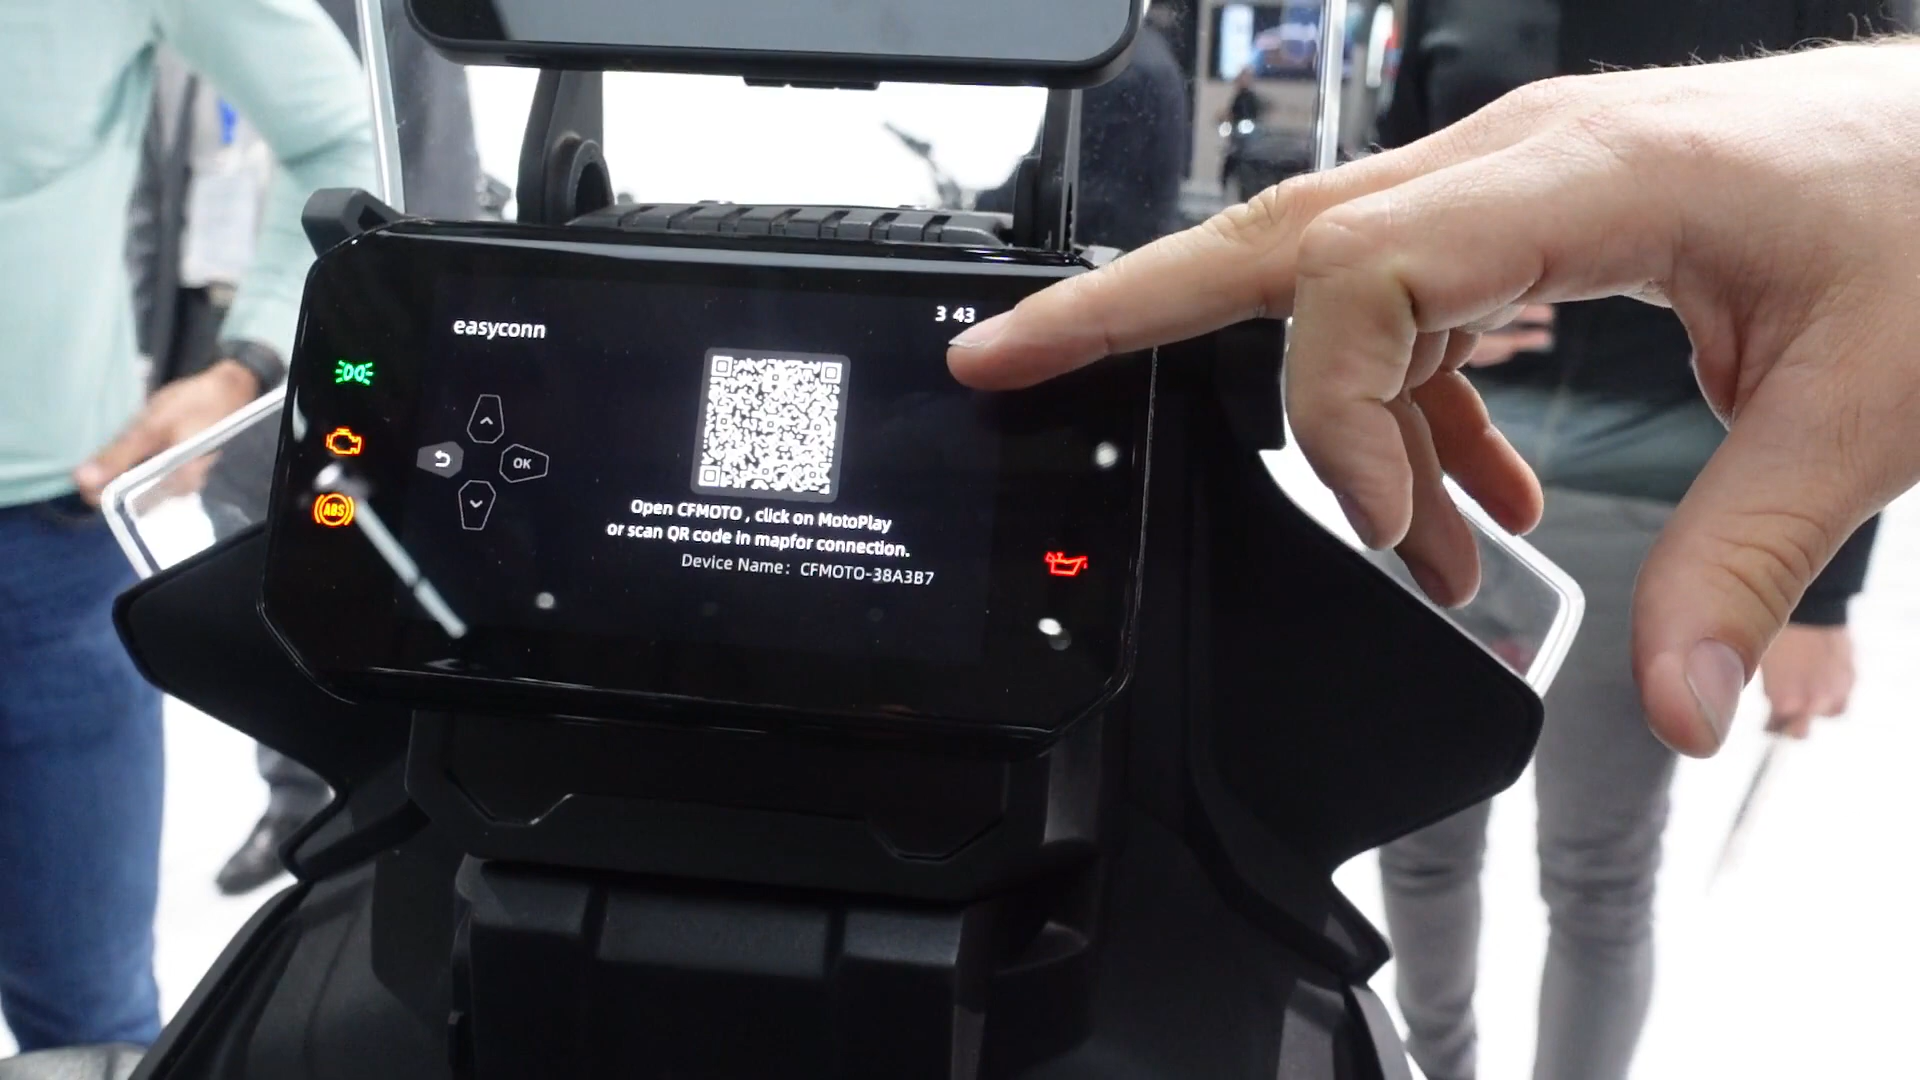 3 43
easyconn
OK
ABS
Open CFMOTO , click on MotoPlay
or scan QR code in mapfor connection.
Device Name: CFMOTO-38A3B7